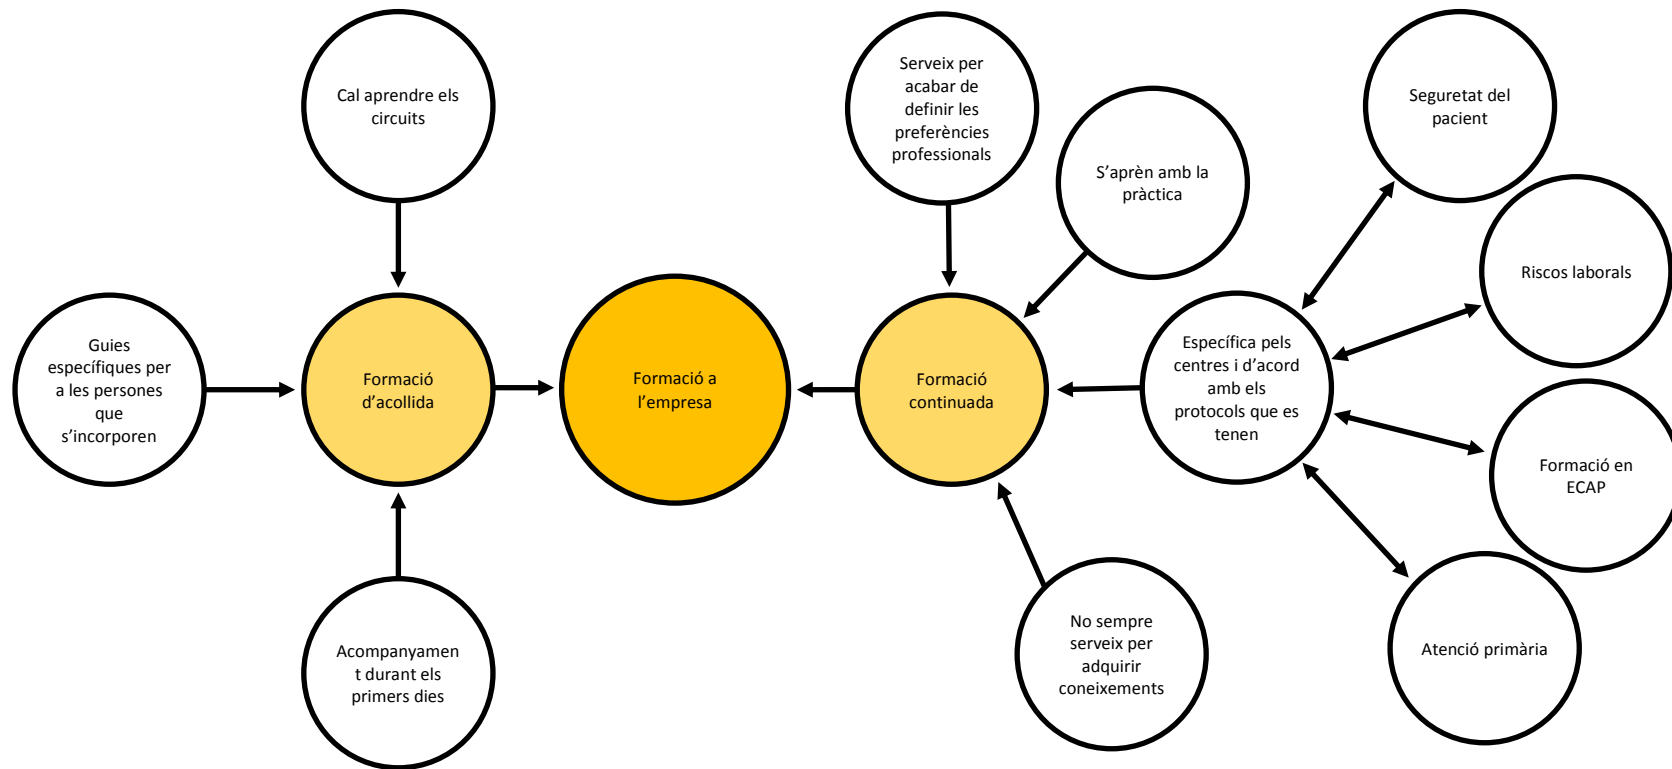 Cal aprendre els
circuits
Serveix per
acabar de
definir les
preferències
professionals
S'aprèn amb la
pràctica
Seguretat del
pacient
Riscos laborals
Guies
específiques per
a les persones
que
s'incorporen
Formació
d'acollida
Formació a
l'empresa
Formació
continuada
Específica pels
centres i d'acord
amb els
protocols que es
tenen
Formació en
ECAP
Acompanyamen
t durant els
primers dies
No sempre
serveix per
adquirir
coneixements
Atenció primària